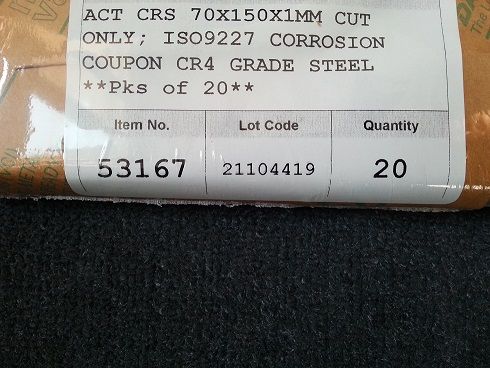 ACT CRS 70X150X1MM CUT
ONLY; ISO9227 CORROSION
COUPON CR4 GRADE STEEL
**Pks of 20**
Item No. Lot Code Quantity
53167 21104419 20